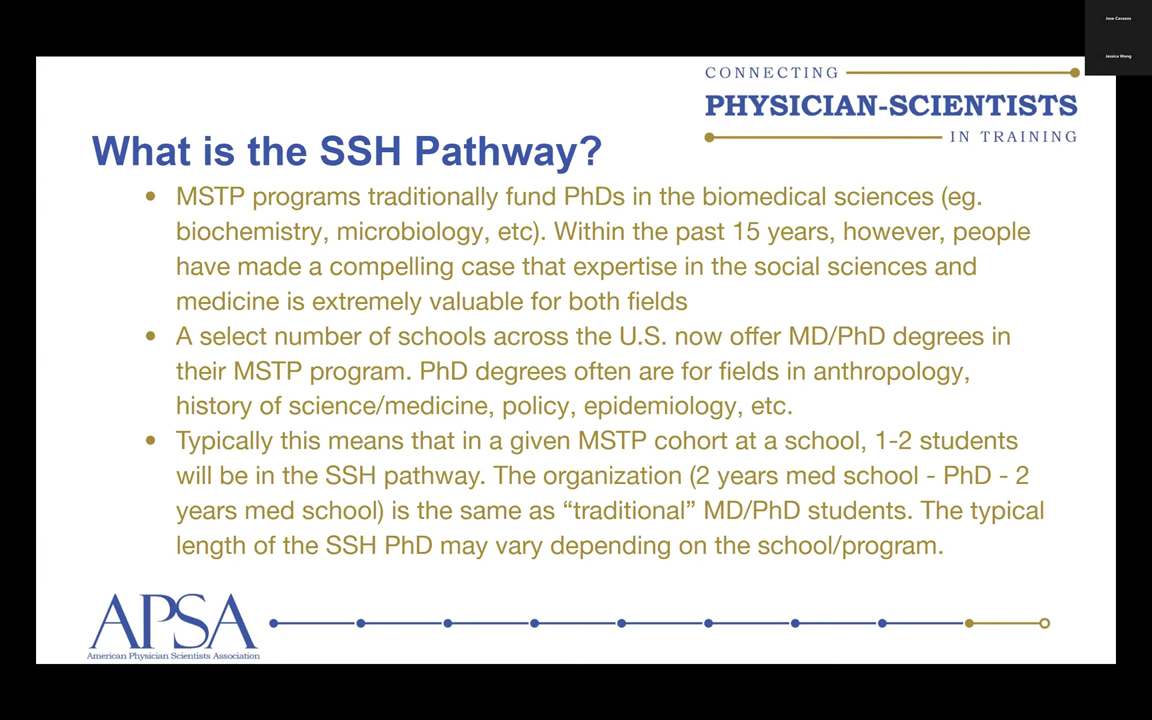 Jose Cavazos
Jessica Wong
CONNECTING
PHYSICIAN-SCIENTISTS
IN TRAINING
What is the SSH Pathway?
• MSTP programs traditionally fund PhDs in the biomedical sciences (eg.
biochemistry, microbiology, etc). Within the past 15 years, however, people
have made a compelling case that expertise in the social sciences and
medicine is extremely valuable for both fields
• A select number of schools across the U.S. now offer MD/PhD degrees in
their MSTP program. PhD degrees often are for fields in anthropology,
history of science/medicine, policy, epidemiology, etc.
• Typically this means that in a given MSTP cohort at a school, 1-2 students
will be in the SSH pathway. The organization (2 years med school - PhD - 2
years med school) is the same as “traditional” MD/PhD students. The typical
length of the SSH PhD may vary depending on the school/program.
APSA
American Physician Scientists Association